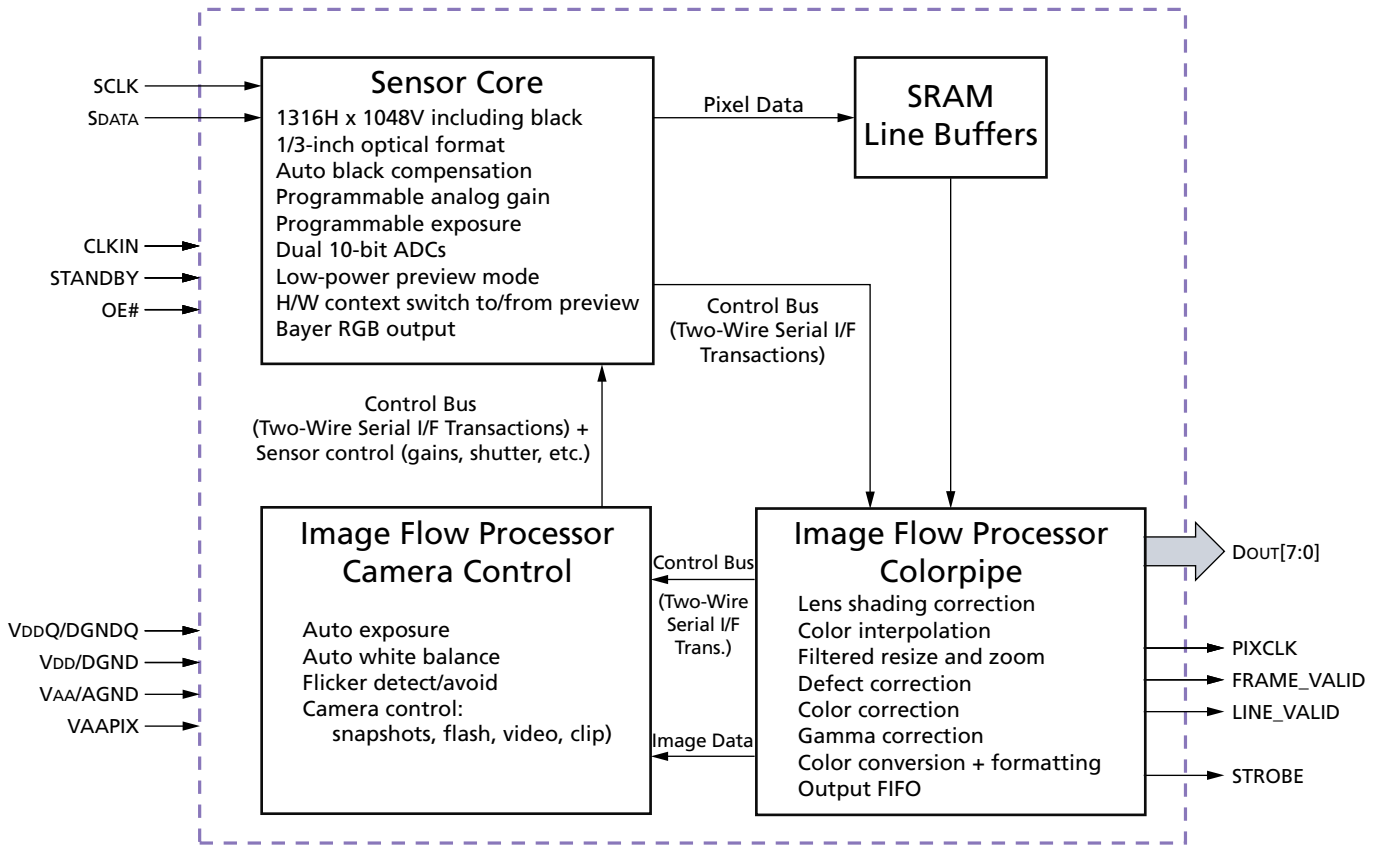 SCLK
SDATA
CLKIN
STANDBY
OE#
VDDQ/DGNDQ
VDD/DGND
VAA/AGND
VAAPIX
Sensor Core
1316H x 1048V including black
1/3-inch optical format
Auto black compensation
Programmable analog gain
Programmable exposure
Dual 10-bit ADCs
Low-power preview mode
H/W context switch to/from preview
Bayer RGB output
Pixel Data
SRAM
Line Buffers
Control Bus
(Two-Wire Serial I/F
Transactions)
Control Bus
(Two-Wire Serial I/F Transactions) +
Sensor control (gains, shutter, etc.)
Image Flow Processor
Camera Control
Auto exposure
Auto white balance
Flicker detect/avoid
Camera control:
snapshots, flash, video, clip)
Control Bus
(Two-Wire
Serial I/F
Trans.)
Image Data
Image Flow Processor
Colorpipe
Lens shading correction
Color interpolation
Filtered resize and zoom
Defect correction
Color correction
Gamma correction
Color conversion + formatting
Output FIFO
DOUT[7:0]
PIXCLK
FRAME_VALID
LINE_VALID
STROBE